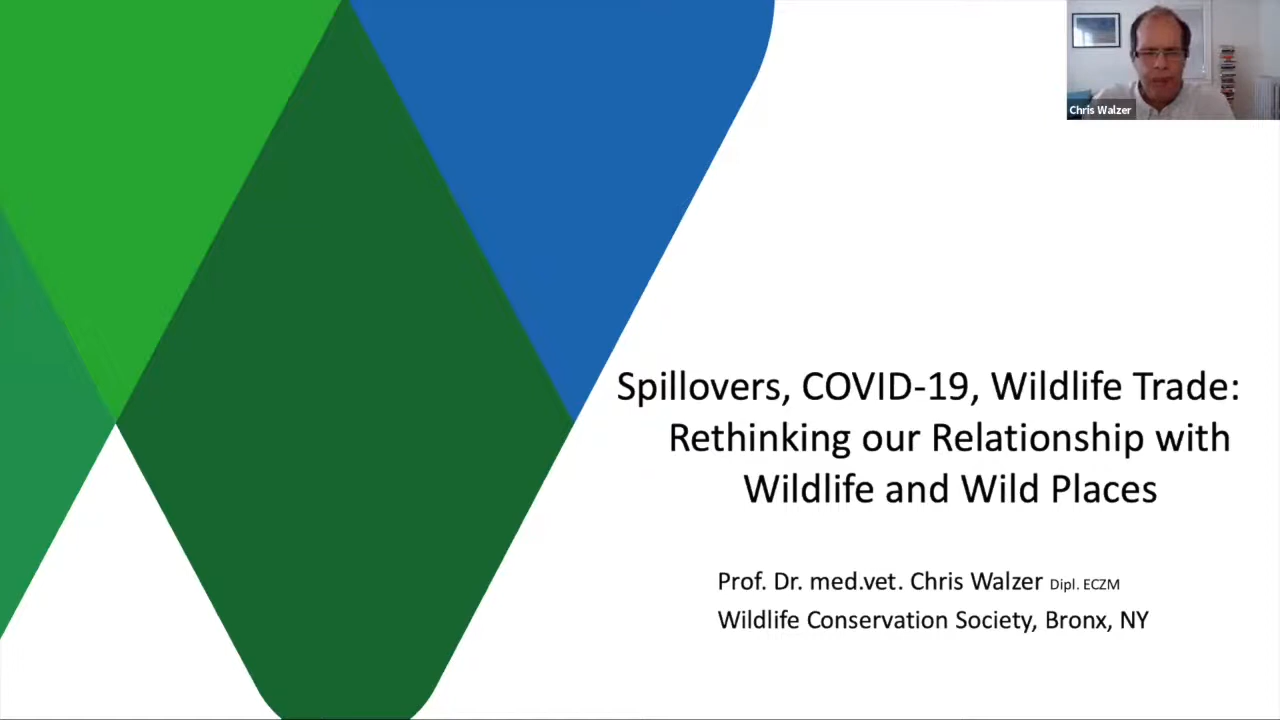 Chris Walzer
Spillovers, COVID-19, Wildlife Trade:
Rethinking our Relationship with
Wildlife and Wild Places
Prof. Dr. med.vet. Chris Walzer Dipl. ECZM
Wildlife Conservation Society, Bronx, NY